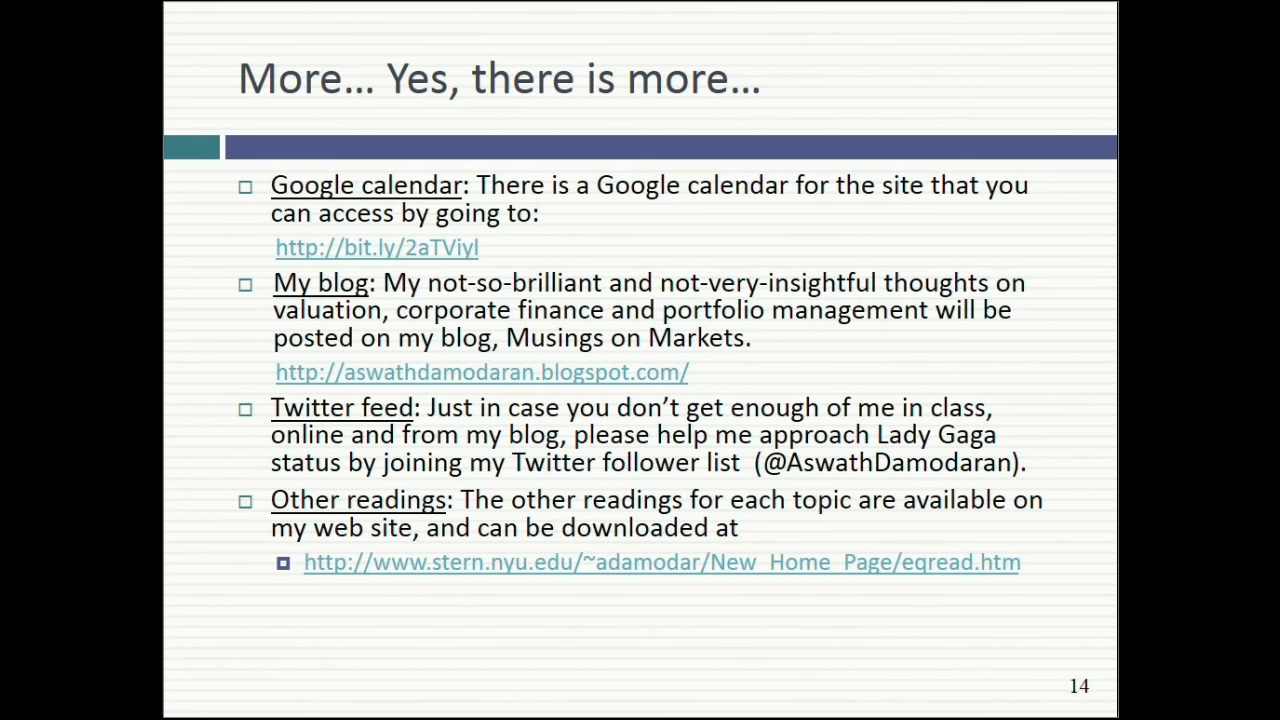 More... Yes, there is more...
Google calendar: There is a Google calendar for the site that you
can access by going to:
http://bit.ly/2aTViyl
My blog: My not-so-brilliant and not-very-insightful thoughts on
valuation, corporate finance and portfolio management will be
posted on my blog, Musings on Markets.
http://aswathdamodaran.blogspot.com/
Twitter feed: Just in case you don’t get enough of me in class,
online and from my blog, please help me approach Lady Gaga
status by joining my Twitter follower list  (@AswathDamodaran).
Other readings: The other readings for each topic are available on
my web site, and can be downloaded at
http://www.stern.nyu.edu/~adamodar/New_Home_Page/eqread.htm
14